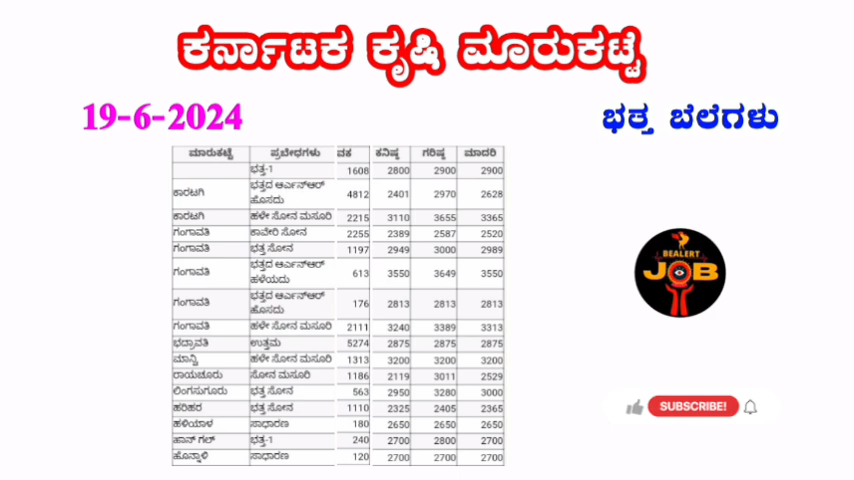 ಕರ್ನಾಟಕ ಕೃಷಿ ಮಾರುಕಟ್ಟೆ
19-6-2024 ಭತ್ತ ಬೆಲೆಗಳು
ಮಾರುಕಟ್ಟೆ ಪ್ರಬೇಧಗಳು ವಕ ಕನಿಷ್ಠ ಗರಿಷ್ಠ ಮಾದರಿ
ಭತ್ತ-1 1608 2800 2900 2900
ಕಾರಟಗಿ ಭತ್ತದ ಆರ್ಎನ್ಆರ್ ಹೊಸದು 4812 2401 2970 2628
ಕಾರಟಗಿ ಹಳೇ ಸೋನ ಮಸೂರಿ 2215 3110 3655 3365
ಗಂಗಾವತಿ ಕಾವೇರಿ ಸೋನ 2255 2389 2587 2520
ಗಂಗಾವತಿ ಭತ್ತ ಸೋನ 1197 2949 3000 2989
ಗಂಗಾವತಿ ಭತ್ತದ ಆರ್ಎನ್ಆರ್ ಹಳೆಯದು 613 3550 3649 3550
ಗಂಗಾವತಿ ಭತ್ತದ ಆರ್ಎನ್ಆರ್ ಹೊಸದು 176 2813 2813 2813
ಗಂಗಾವತಿ ಹಳೇ ಸೋನ ಮಸೂರಿ 2111 3240 3389 3313
ಭದ್ರಾವತಿ ಉತ್ತಮ 5274 2875 2875 2875
ಮಾನ್ವಿ ಹಳೇ ಸೋನ ಮಸೂರಿ 1313 3200 3200 3200
ರಾಯಚೂರು ಸೋನ ಮಸೂರಿ 1186 2119 3011 2529
ಲಿಂಗಸುಗೂರು ಭತ್ತ ಸೋನ 563 2950 3280 3000
ಹರಿಹರ ಭತ್ತ ಸೋನ 1110 2325 2405 2365
ಹಳಿಯಾಳ ಸಾಧಾರಣ 180 2650 2650 2650
ಹಾನ್ ಗಲ್ ಭತ್ತ-1 240 2700 2800 2700
ಹೊನ್ನಾಳಿ ಸಾಧಾರಣ 120 2700 2700 2700
BEALERT
JOB
SUBSCRIBE!